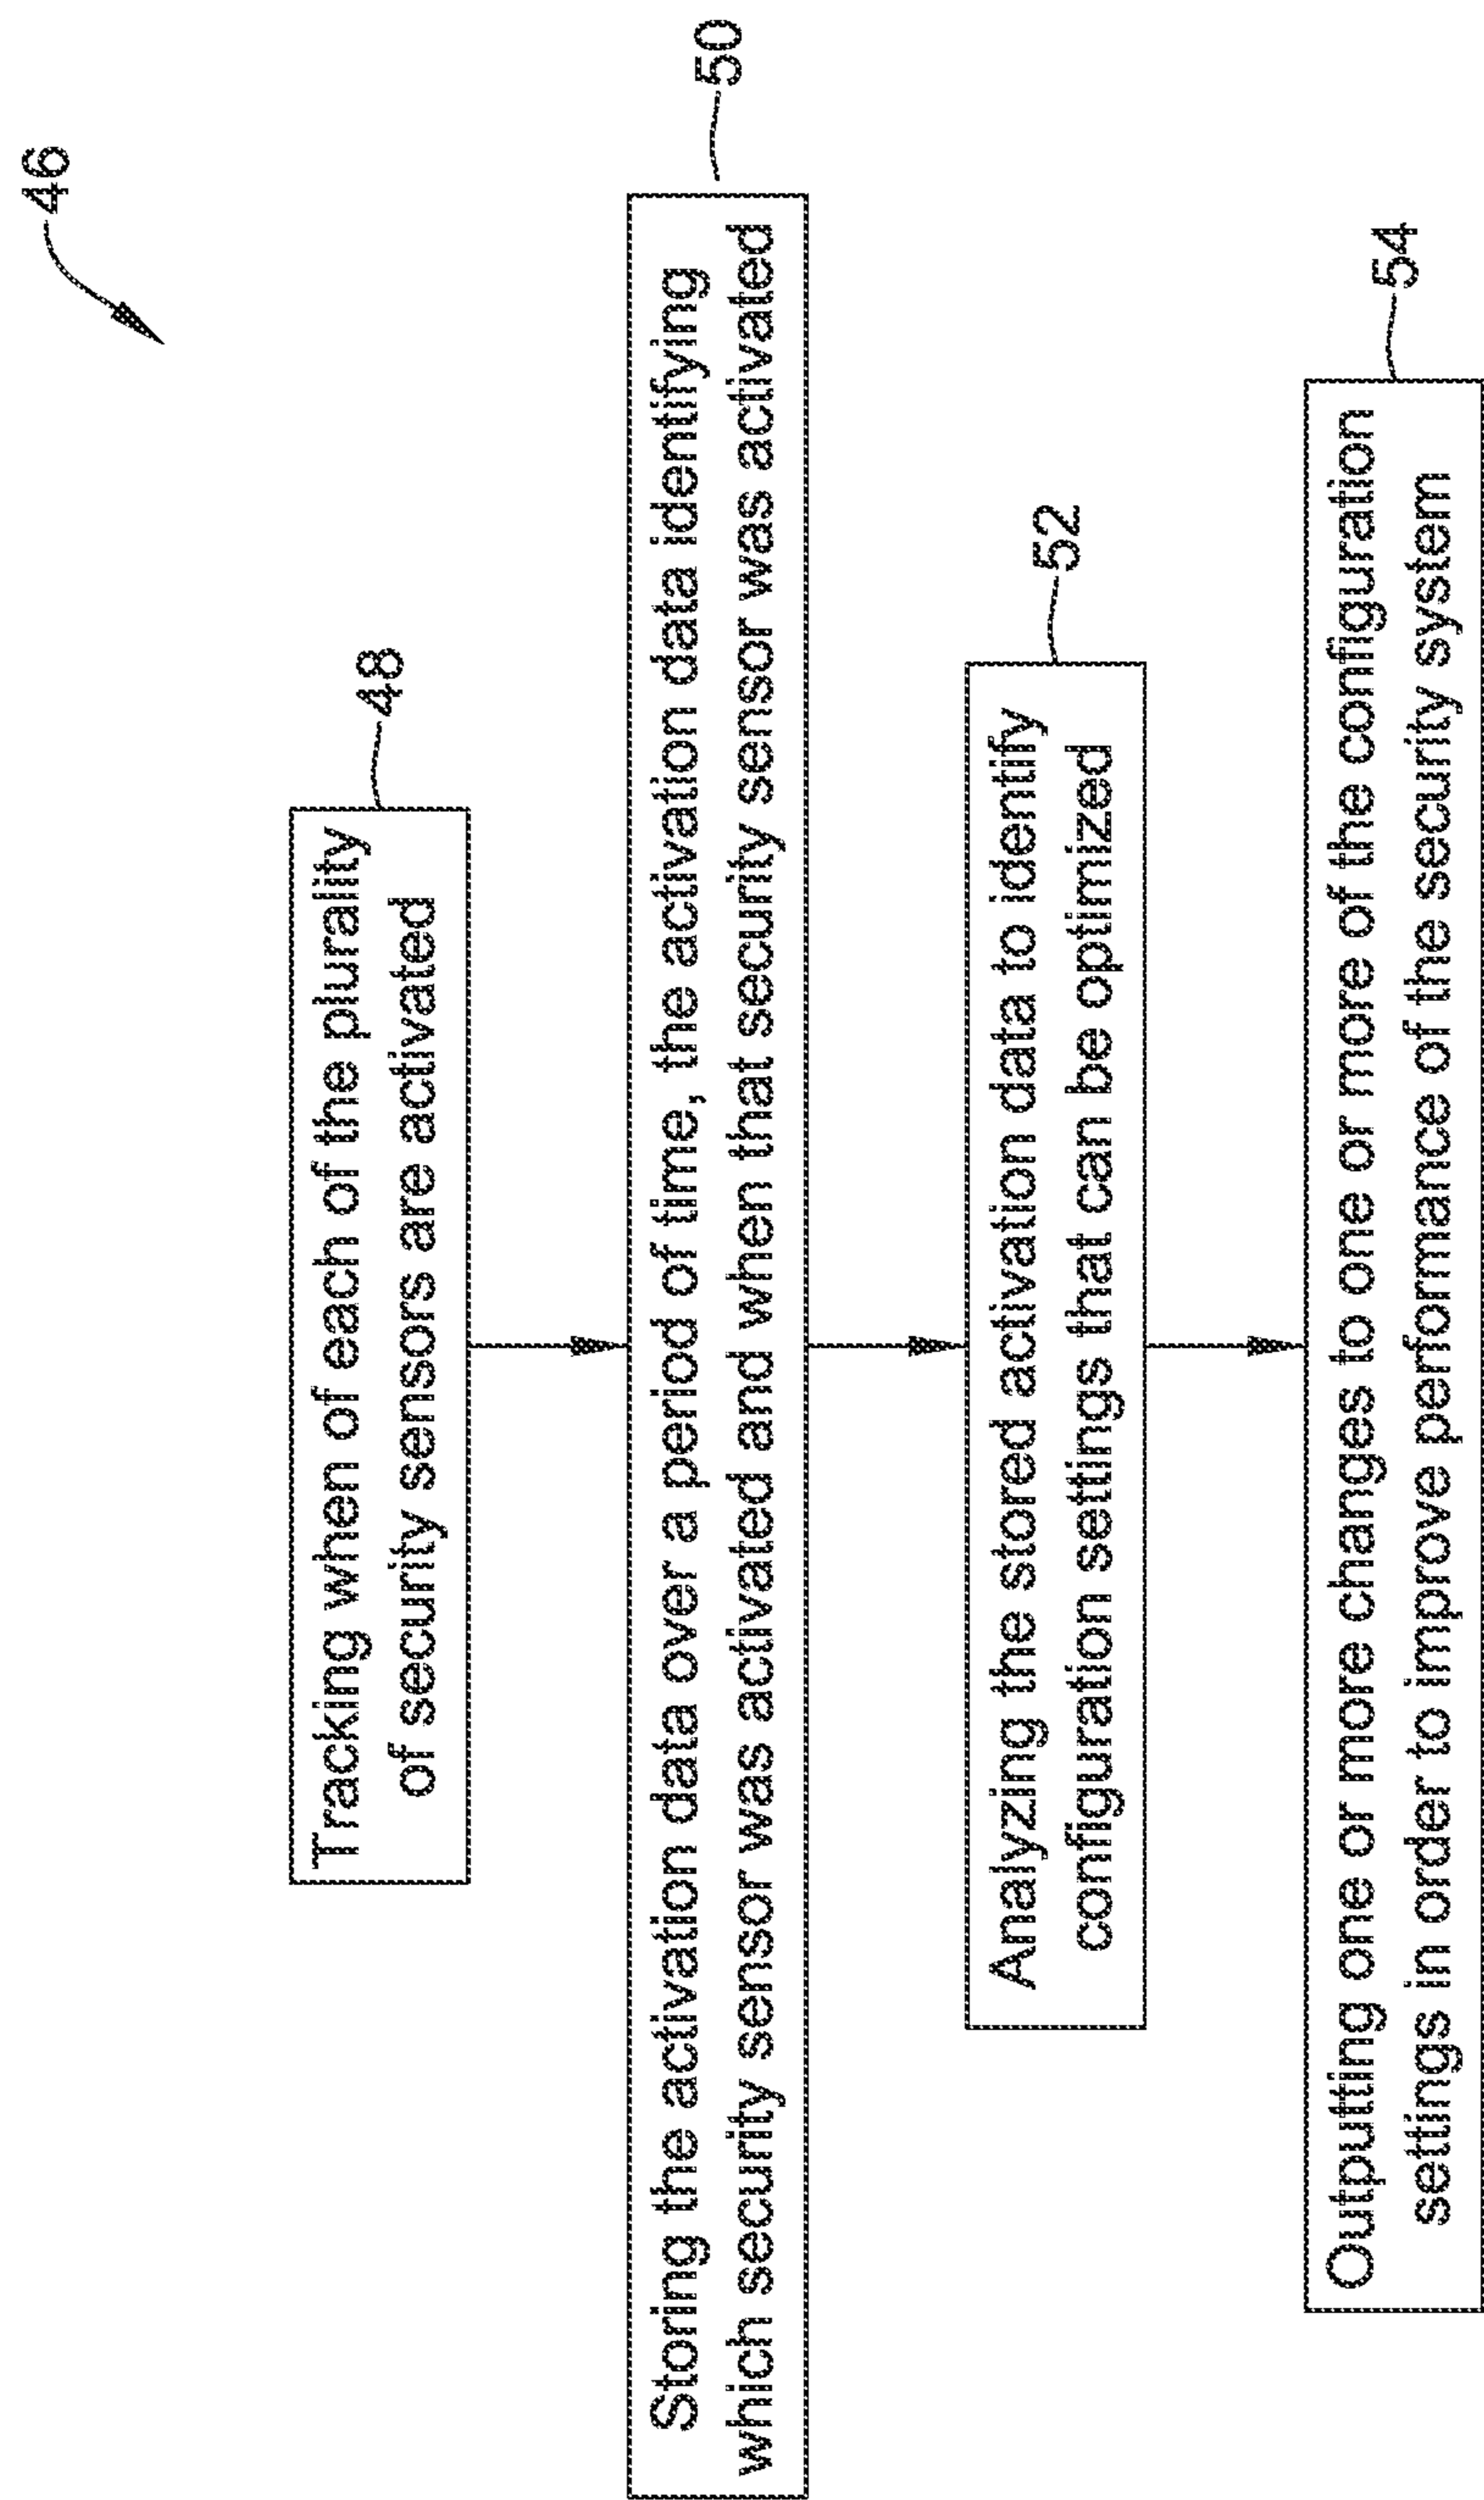 46
Tracking when of each of the plurality
of security sensors are activated
48
Storing the activation data over a period of time, the activation data identifying
which security sensor was activated and when that security sensor was activated
50
Analyzing the stored activation data to identify
configuration settings that can be optimized
52
Outputting one or more changes to one or more of the configuration
settings in order to improve performance of the security system
54